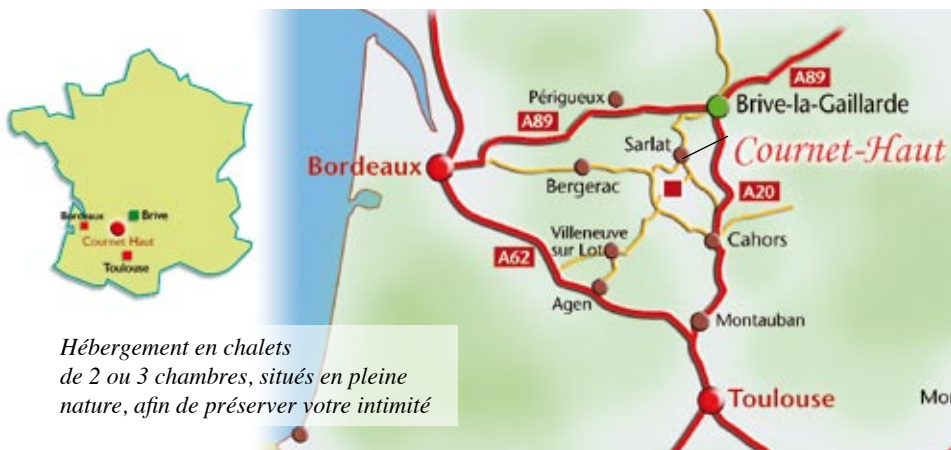 Bordeaux
Brive
Cournet Haut
Toulouse
A89
Périgueux
Brive-la-Gaillarde
A89
Sarlat
Cournet-Haut
Bordeaux
Bergerac
A20
Villeneuve
sur Lot
Cahors
A62
Agen
Montauban
Toulouse
Hébergement en chalets
de 2 ou 3 chambres, situés en pleine
nature, afin de préserver votre intimité